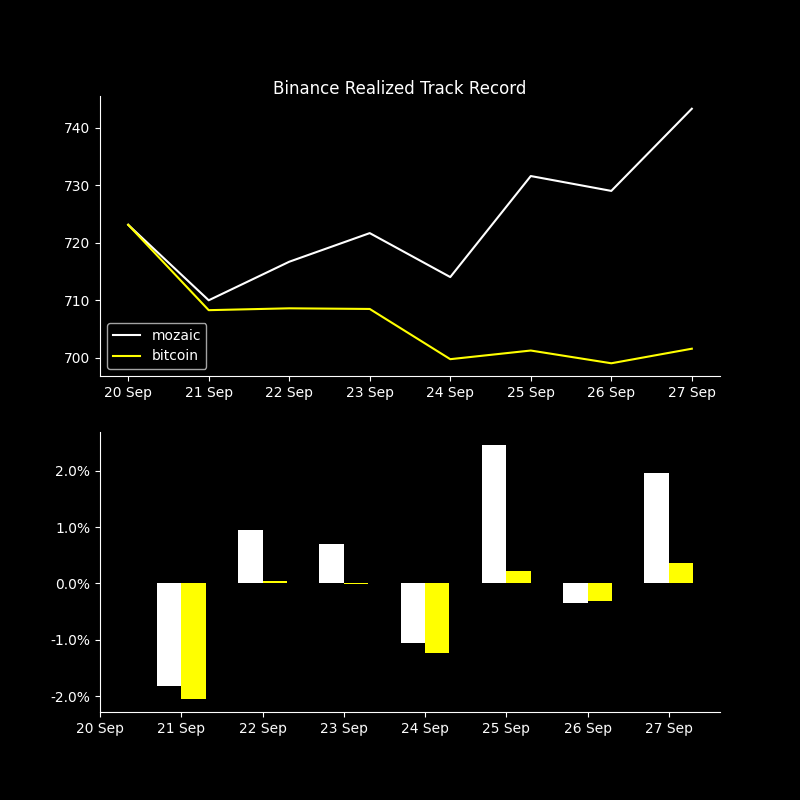 Binance Realized Track Record
740
730
720
710
700
mozaic
bitcoin
20 Sep 21 Sep 22 Sep 23 Sep 24 Sep 25 Sep 26 Sep 27 Sep
2.0%
1.0%
0.0%
-1.0%
-2.0%
20 Sep 21 Sep 22 Sep 23 Sep 24 Sep 25 Sep 26 Sep 27 Sep